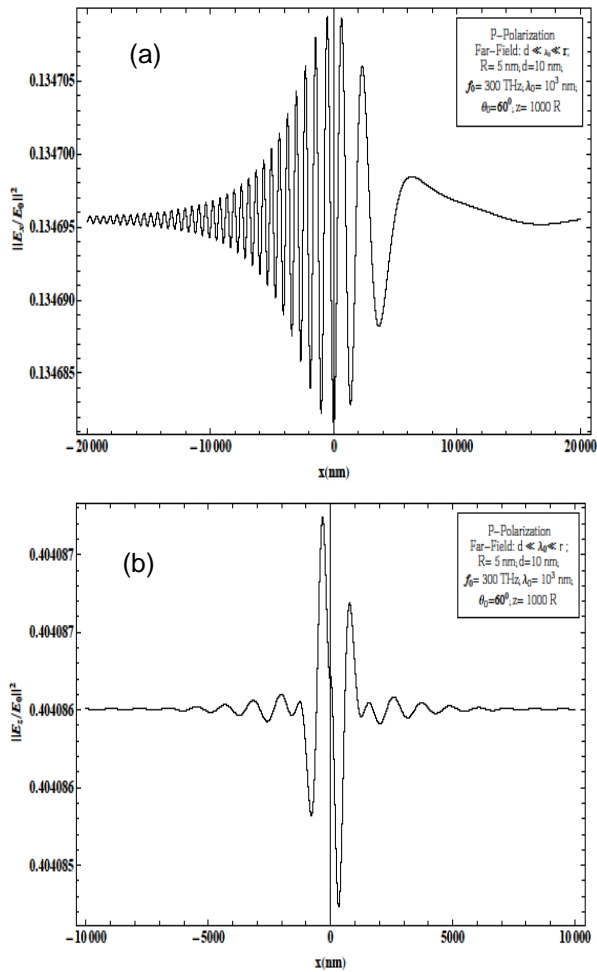 (a)
P-Polarization
Far-Field: d ≪ λ₀ ≪ r;
R= 5 nm; d=10 nm;
f₀= 300 THz; λ₀= 10³ nm;
θ₀=60⁰; z= 1000 R
||Eₓ/E₀||²
0.134705
0.134700
0.134695
0.134690
0.134685
-20000 -10000 0 10000 20000
x(nm)
(b)
P-Polarization
Far-Field: d ≪ λ₀ ≪ r ;
R= 5 nm; d=10 nm;
f₀= 300 THz; λ₀= 10³ nm;
θ₀=60⁰; z= 1000 R
||E_z/E₀||²
0.404087
0.404087
0.404086
0.404086
0.404085
-10000 -5000 0 5000 10000
x(nm)